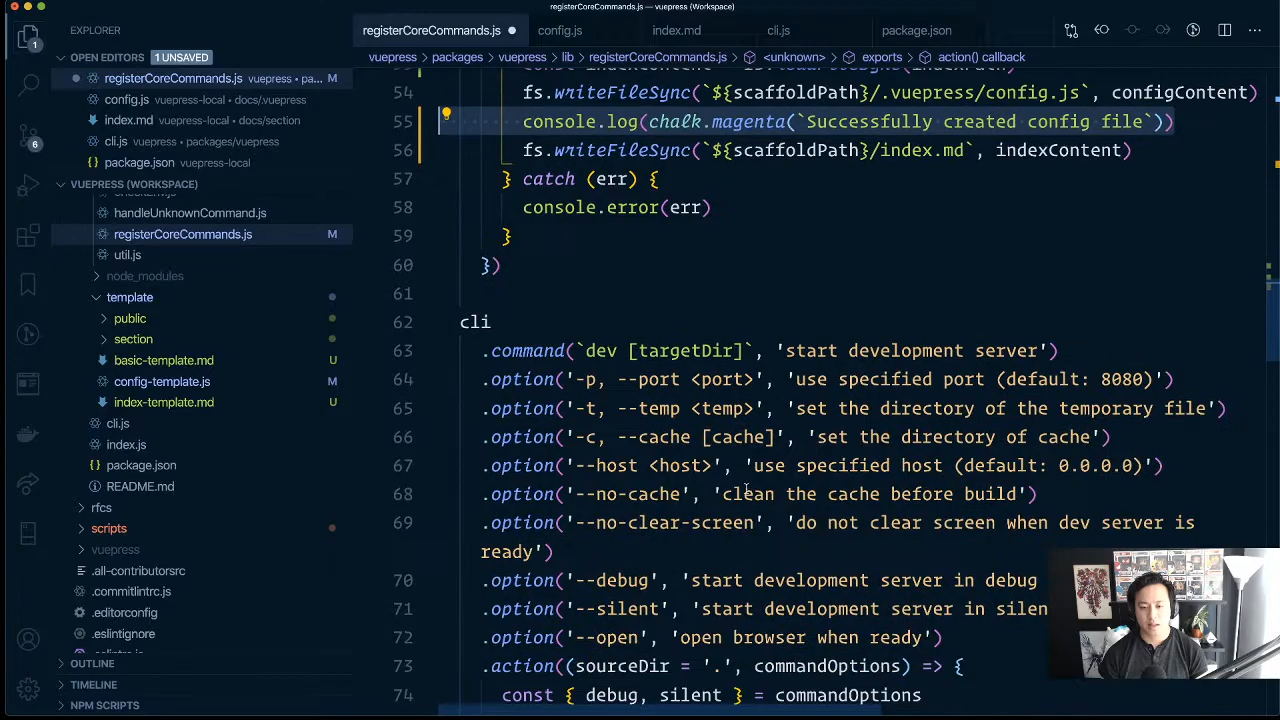 registerCoreCommands.js — vuepress (Workspace)
EXPLORER
registerCoreCommands.js
config.js
index.md
cli.js
package.json
vuepress > packages > vuepress > lib > registerCoreCommands.js > <unknown> > exports > action() callback
OPEN EDITORS 1 UNSAVED
registerCoreCommands.js vuepress • pa... M
config.js vuepress-local • docs/.vuepress
index.md vuepress-local • docs/section
cli.js vuepress • packages/vuepress
package.json vuepress-local
VUEPRESS (WORKSPACE)
handleUnknownCommand.js
registerCoreCommands.js M
util.js
node_modules
template
public
section
basic-template.md U
config-template.js M
index-template.md U
cli.js
index.js
package.json
README.md
rfcs
scripts
vuepress
.all-contributorsrc
.commitlintrc.js
.editorconfig
.eslintignore
OUTLINE
TIMELINE
NPM SCRIPTS
1
6
54 fs.writeFileSync(`${scaffoldPath}/.vuepress/config.js`, configContent)
55 console.log(chalk.magenta(`Successfully created config file`))
56 fs.writeFileSync(`${scaffoldPath}/index.md`, indexContent)
57 } catch (err) {
58 console.error(err)
59 }
60 })
61
62 cli
63 .command(`dev [targetDir]`, 'start development server')
64 .option('-p, --port <port>', 'use specified port (default: 8080)')
65 .option('-t, --temp <temp>', 'set the directory of the temporary file')
66 .option('-c, --cache [cache]', 'set the directory of cache')
67 .option('--host <host>', 'use specified host (default: 0.0.0.0)')
68 .option('--no-cache', 'clean the cache before build')
69 .option('--no-clear-screen', 'do not clear screen when dev server is
ready')
70 .option('--debug', 'start development server in debug
71 .option('--silent', 'start development server in silen
72 .option('--open', 'open browser when ready')
73 .action((sourceDir = '.', commandOptions) => {
74 const { debug, silent } = commandOptions